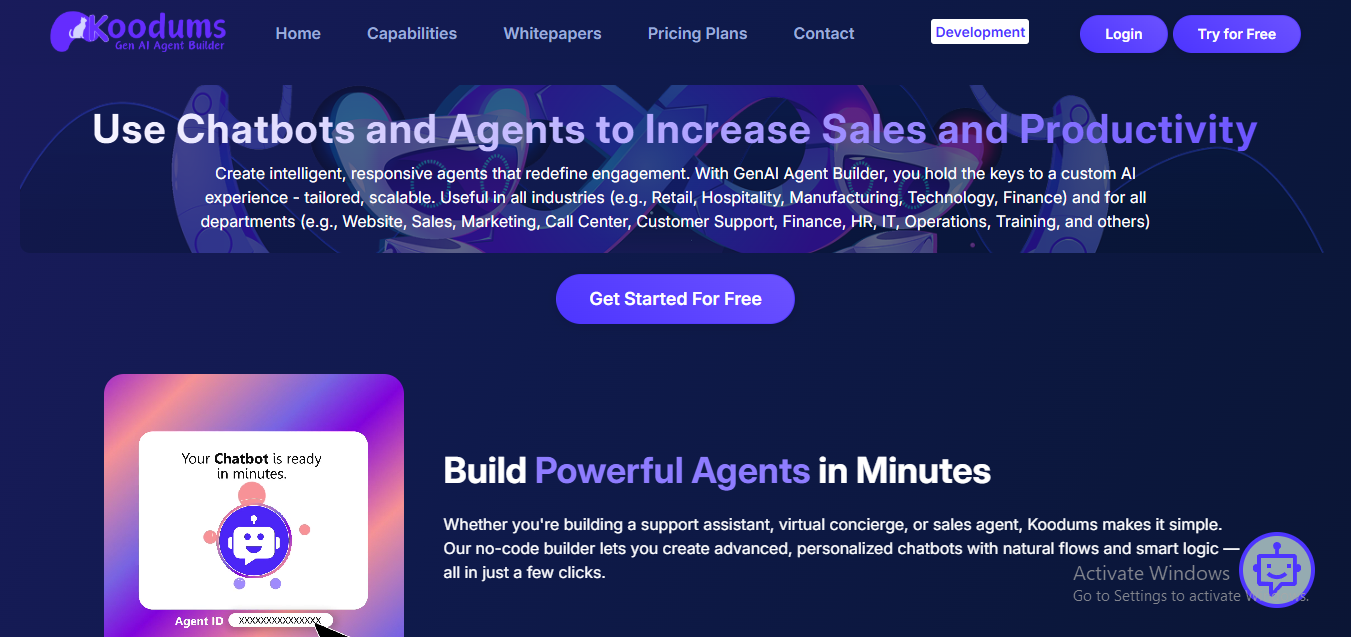 Koodums
Gen AI Agent Builder
Home
Capabilities
Whitepapers
Pricing Plans
Contact
Development
Login
Try for Free
Use Chatbots and Agents to Increase Sales and Productivity
Create intelligent, responsive agents that redefine engagement. With GenAI Agent Builder, you hold the keys to a custom AI
experience - tailored, scalable. Useful in all industries (e.g., Retail, Hospitality, Manufacturing, Technology, Finance) and for all
departments (e.g., Website, Sales, Marketing, Call Center, Customer Support, Finance, HR, IT, Operations, Training, and others)
Get Started For Free
Your Chatbot is ready
in minutes.
Agent ID XXXXXXXXXXXXXXX
Build Powerful Agents in Minutes
Whether you're building a support assistant, virtual concierge, or sales agent, Koodums makes it simple.
Our no-code builder lets you create advanced, personalized chatbots with natural flows and smart logic —
all in just a few clicks.
Activate Windows
Go to Settings to activate